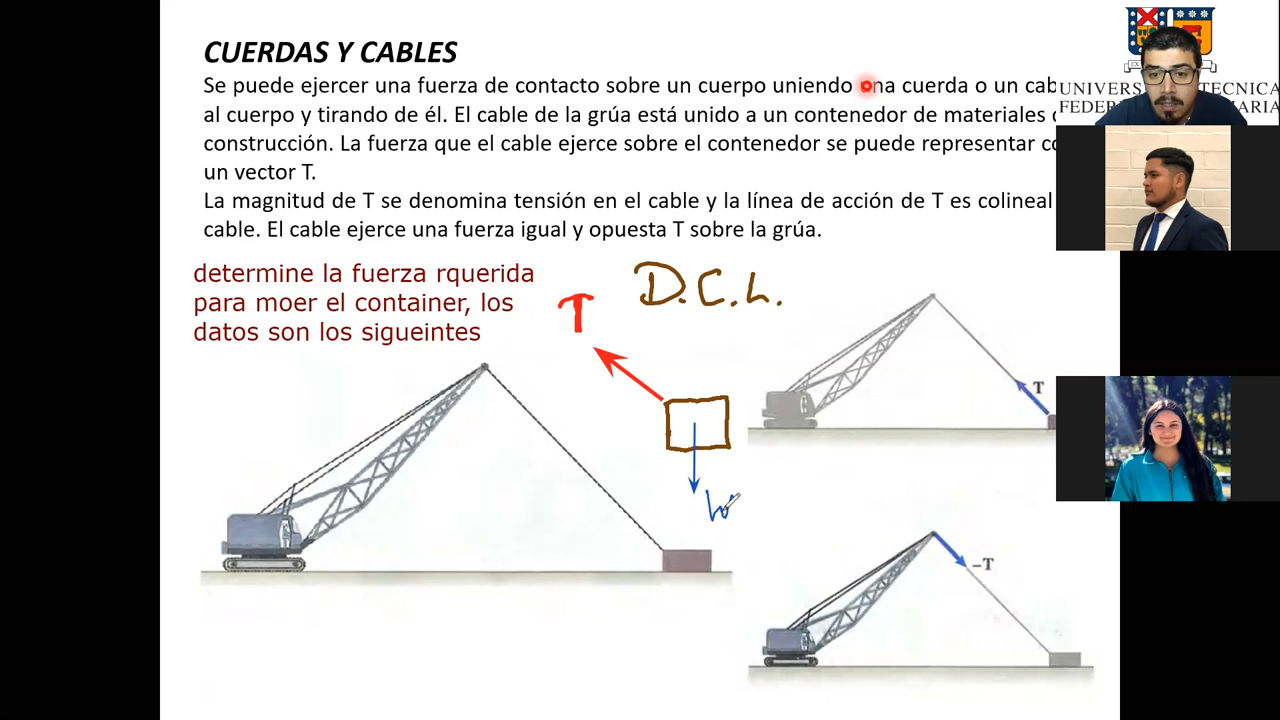 CUERDAS Y CABLES
Se puede ejercer una fuerza de contacto sobre un cuerpo uniendo una cuerda o un cab
al cuerpo y tirando de él. El cable de la grúa está unido a un contenedor de materiales
construcción. La fuerza que el cable ejerce sobre el contenedor se puede representar
un vector T.
La magnitud de T se denomina tensión en el cable y la línea de acción de T es colineal
cable. El cable ejerce una fuerza igual y opuesta T sobre la grúa.
determine la fuerza rquerida
para moer el container, los
datos son los sigueintes
T
D.C.L.
W
T
−T